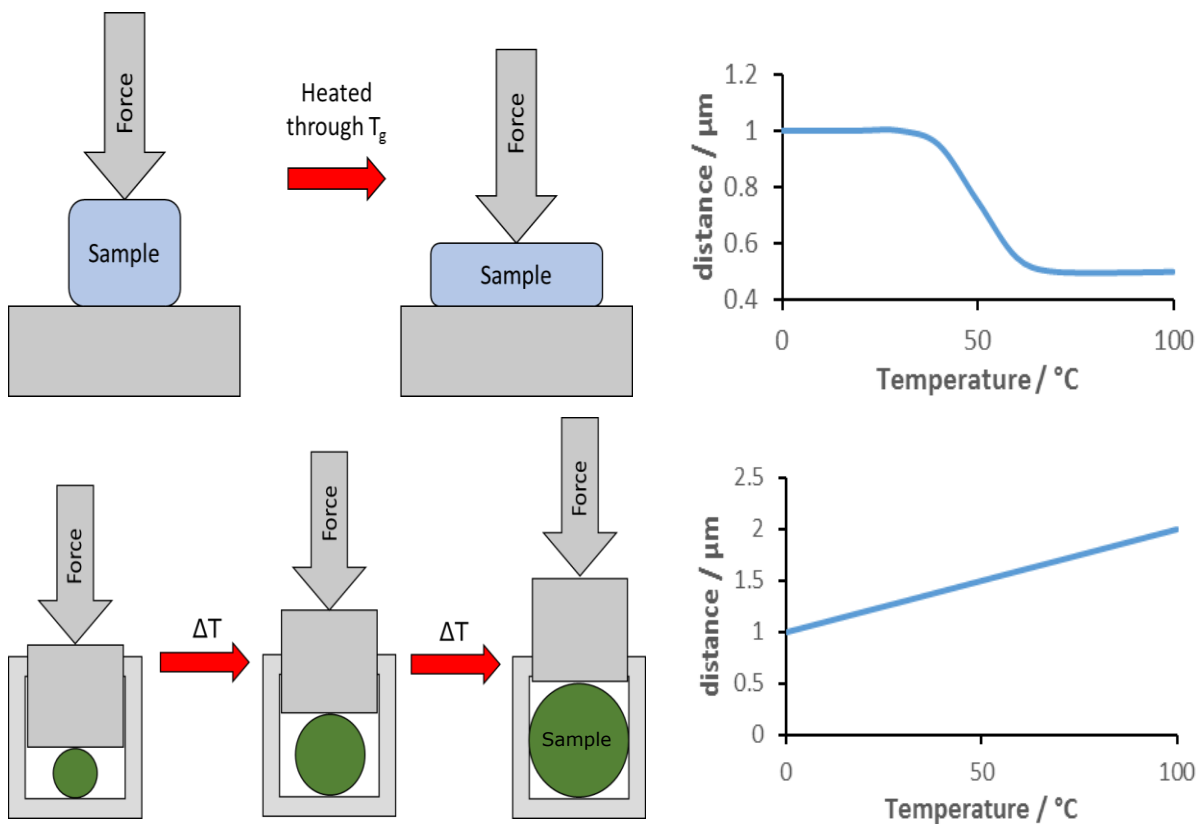 Force
Sample
Heated
through Tg
Force
Sample
distance / µm
1.2
1
0.8
0.6
0.4
0
50
100
Temperature / °C
Force
ΔT
Force
ΔT
Force
Sample
distance / µm
2.5
2
1.5
1
0.5
0
0
50
100
Temperature / °C